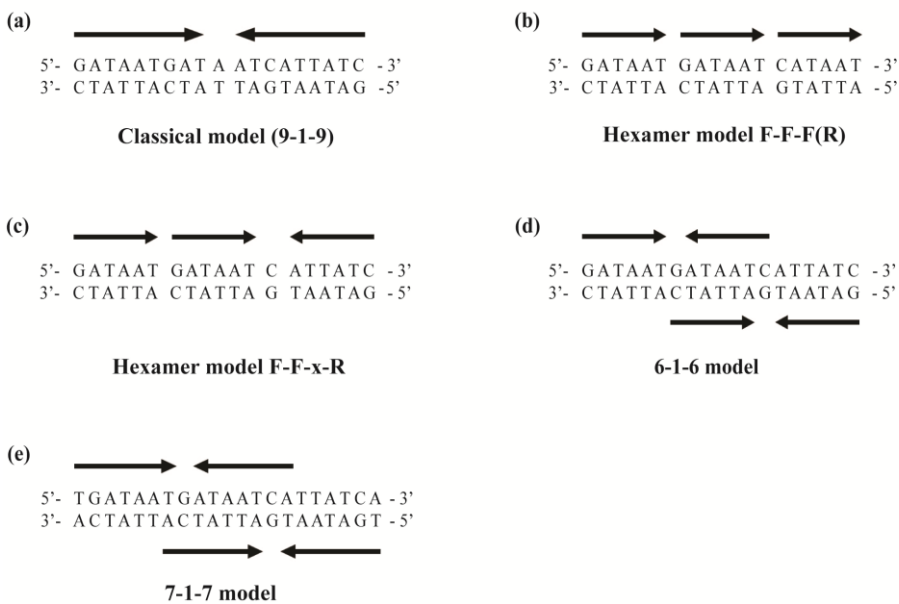 (a)
5'- GATAATGATA ATCATTATC -3'
3'- CTATTACTAT TAGTAATAG -5'
Classical model (9-1-9)
(b)
5'- GATAAT GATAAT CATAAT -3'
3'- CTATTA CTATTA GTATTA -5'
Hexamer model F-F-F(R)
(c)
5'- GATAAT GATAAT C ATTATC -3'
3'- CTATTA CTATTA G TAATAG -5'
Hexamer model F-F-x-R
(d)
5'- GATAATGATAATCATTATC -3'
3'- CTATTACTATTAGTAATAG -5'
6-1-6 model
(e)
5'- TGATAATGATAATCATTATCA -3'
3'- ACTATTACTATTAGTAATAGT -5'
7-1-7 model